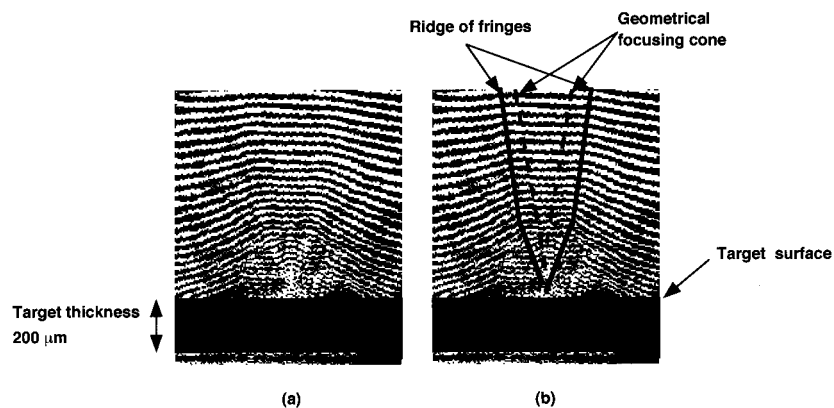 Ridge of fringes
Geometrical
focusing cone
Target surface
Target thickness
200 μm
(a)
(b)